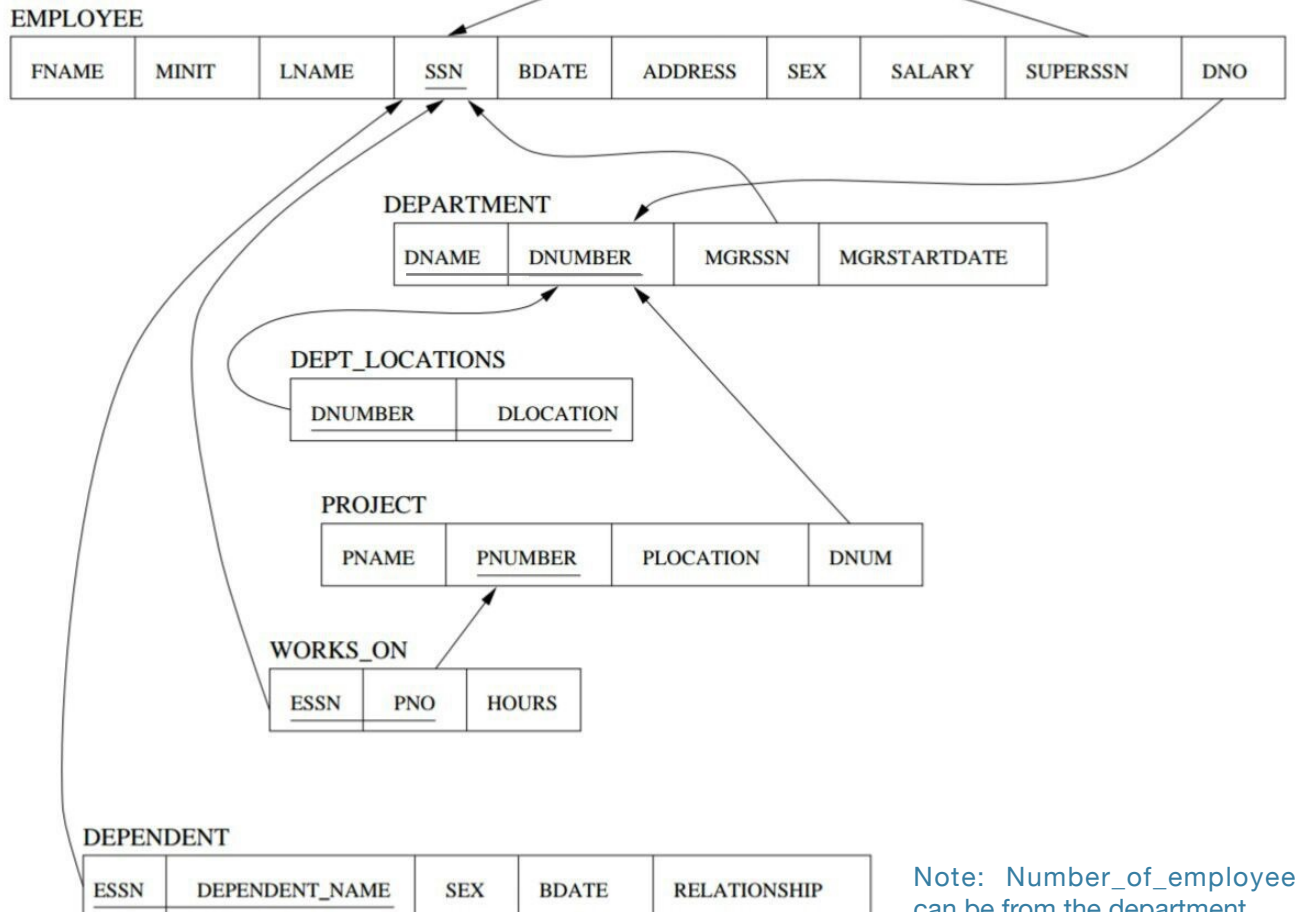 EMPLOYEE
FNAME MINIT LNAME SSN BDATE ADDRESS SEX SALARY SUPERSSN DNO
DEPARTMENT
DNAME DNUMBER MGRSSN MGRSTARTDATE
DEPT_LOCATIONS
DNUMBER DLOCATION
PROJECT
PNAME PNUMBER PLOCATION DNUM
WORKS_ON
ESSN PNO HOURS
DEPENDENT
ESSN DEPENDENT_NAME SEX BDATE RELATIONSHIP
Note: Number_of_employee
can be from the department